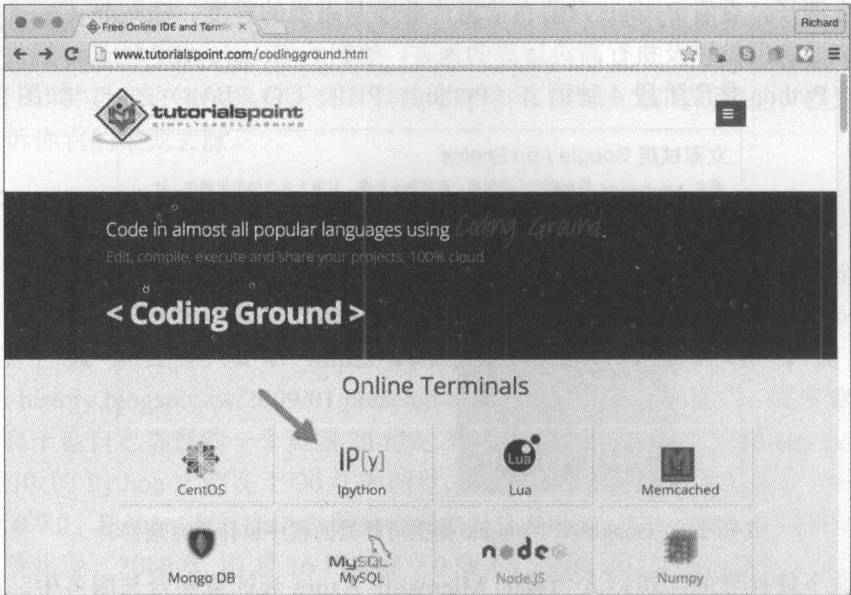 Free Online IDE and Termin ×
Richard
www.tutorialspoint.com/codingground.htm
tutorialspoint
SIMPLYEASYLEARNING
Code in almost all popular languages using Coding Ground
Edit, compile, execute and share your projects, 100% cloud
< Coding Ground >
Online Terminals
IP[y]
CentOS
Ipython
Lua
Lua
Memcached
MySQL
node
Mongo DB
MySQL
Node.JS
Numpy